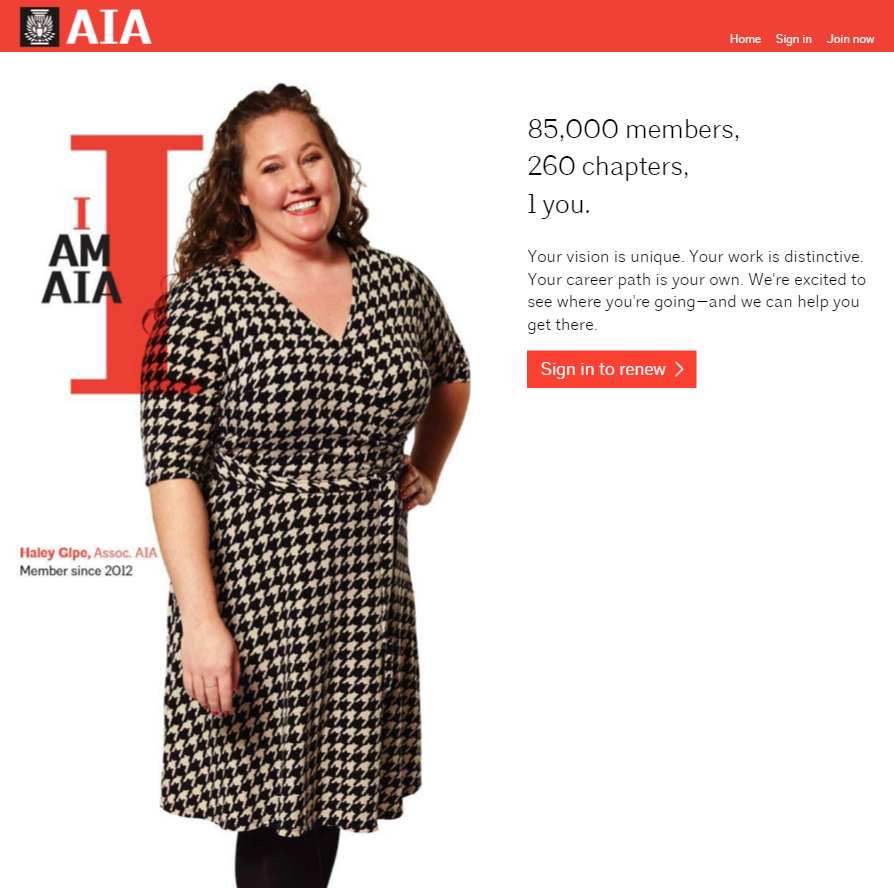 AIA
Home Sign in Join now
I
I
AM
AIA
85,000 members,
260 chapters,
1 you.
Your vision is unique. Your work is distinctive.
Your career path is your own. We're excited to
see where you're going—and we can help you
get there.
Sign in to renew
Haley Gipe, Assoc. AIA
Member since 2012